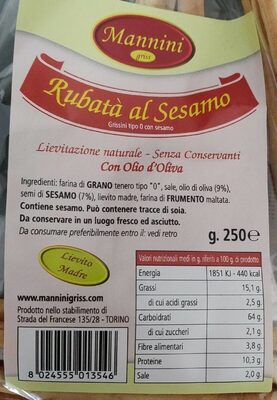 Mannini
griss
Rubatà al Sesamo
Grissini tipo 0 con sesamo
Lievitazione naturale - Senza Conservanti
Con Olio d'Oliva
Ingredienti: farina di GRANO tenero tipo "0", sale, olio di oliva (9%),
semi di SESAMO (7%), lievito madre, farina di FRUMENTO maltata.
Contiene sesamo. Può contenere tracce di soia.
Da conservare in un luogo fresco ed asciutto.
Da consumare preferibilmente entro il: vedi retro
g. 250 e
Lievito
Madre
www.manninigriss.com
Prodotto nello stabilimento di
Strada del Francese 135/28 - TORINO
8 024555 013546
Valori nutrizionali medi in g. riferiti a 100 g. di prodotto
Energia 1851 KJ - 440 kcal
Grassi 15,1 g.
di cui acidi grassi 2,5 g.
Carboidrati 64 g.
di cui zuccheri 2,1 g.
Fibre alimentari 3,8 g.
Proteine 10,3 g.
Sale 2,0 g.